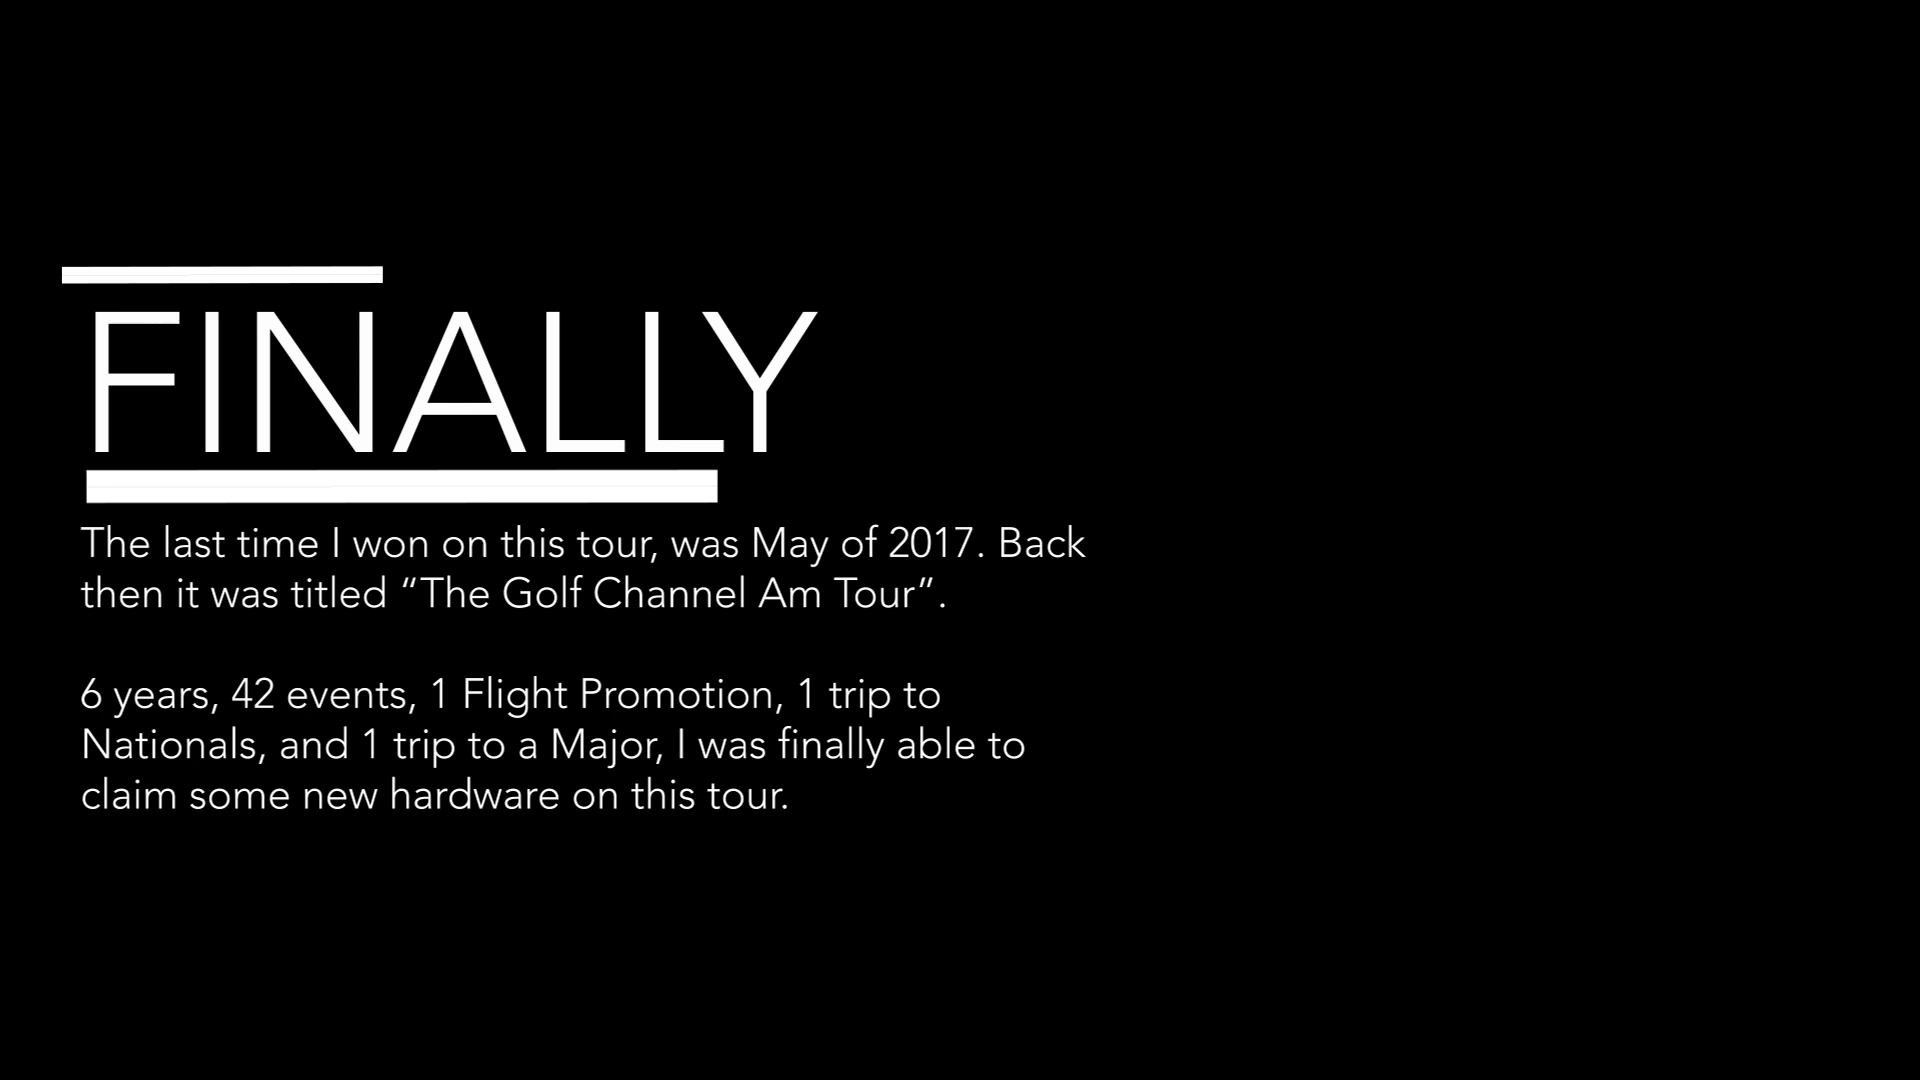 FINALLY
The last time I won on this tour, was May of 2017. Back
then it was titled “The Golf Channel Am Tour”.
6 years, 42 events, 1 Flight Promotion, 1 trip to
Nationals, and 1 trip to a Major, I was finally able to
claim some new hardware on this tour.